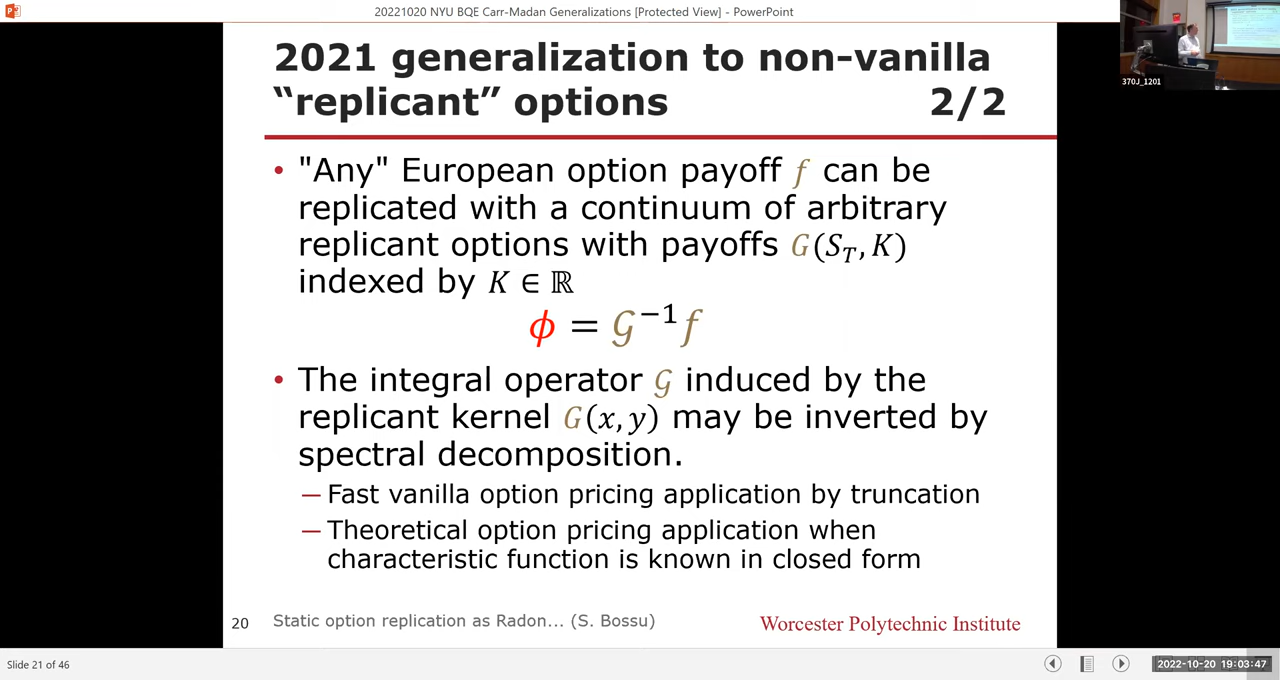 20221020 NYU BQE Carr-Madan Generalizations [Protected View] - PowerPoint
2021 generalization to non-vanilla
“replicant” options 2/2
• "Any" European option payoff f can be
replicated with a continuum of arbitrary
replicant options with payoffs G(S_T, K)
indexed by K ∈ ℝ
ϕ = 𝒢⁻¹f
• The integral operator 𝒢 induced by the
replicant kernel G(x, y) may be inverted by
spectral decomposition.
— Fast vanilla option pricing application by truncation
— Theoretical option pricing application when
characteristic function is known in closed form
20 Static option replication as Radon... (S. Bossu) Worcester Polytechnic Institute
Slide 21 of 46
2022-10-20 19:03:47
370J_1201